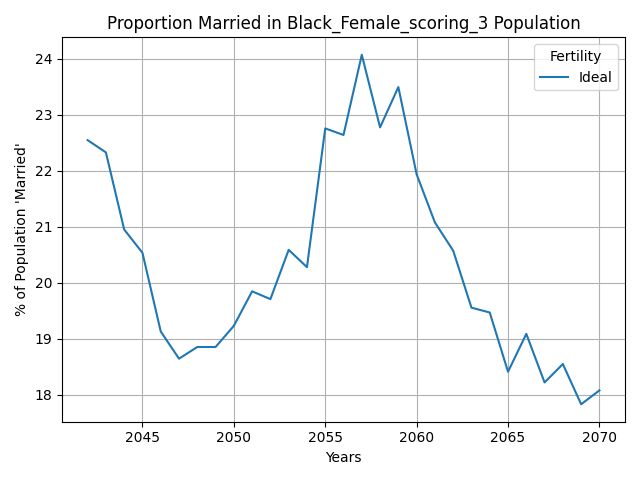 Proportion Married in Black_Female_scoring_3 Population
Fertility
Ideal
% of Population 'Married'
24
23
22
21
20
19
18
2045 2050 2055 2060 2065 2070
Years